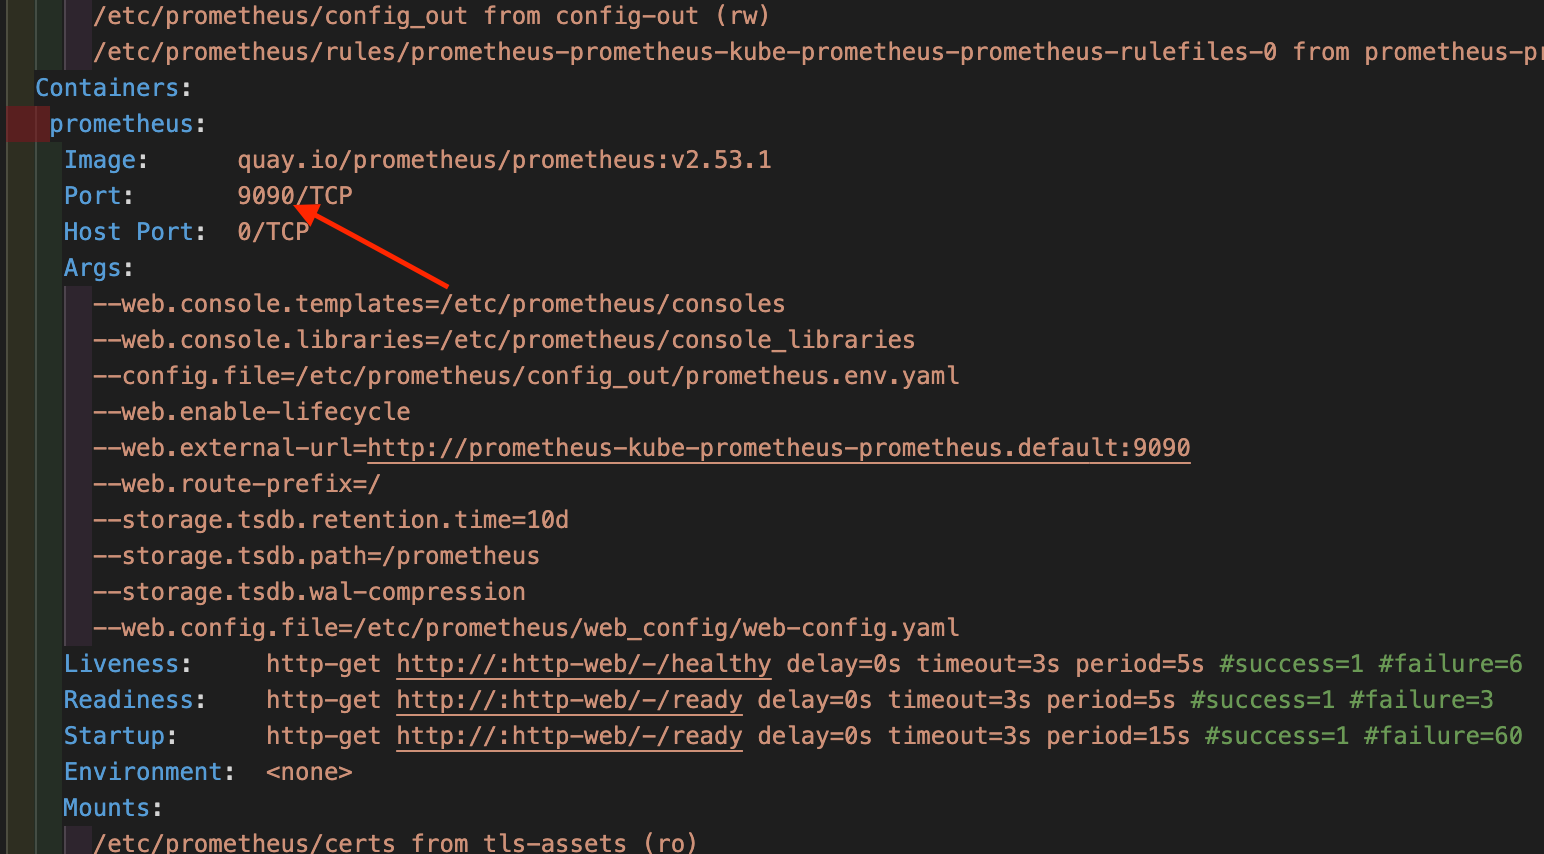 /etc/prometheus/config_out from config-out (rw)
/etc/prometheus/rules/prometheus-prometheus-kube-prometheus-prometheus-rulefiles-0 from
Containers:
prometheus:
Image: quay.io/prometheus/prometheus:v2.53.1
Port: 9090/TCP
Host Port: 0/TCP
Args:
--web.console.templates=/etc/prometheus/consoles
--web.console.libraries=/etc/prometheus/console_libraries
--config.file=/etc/prometheus/config_out/prometheus.env.yaml
--web.enable-lifecycle
--web.external-url=http://prometheus-kube-prometheus-prometheus.default:9090
--web.route-prefix=/
--storage.tsdb.retention.time=10d
--storage.tsdb.path=/prometheus
--storage.tsdb.wal-compression
--web.config.file=/etc/prometheus/web_config/web-config.yaml
Liveness: http-get http://:http-web/-/healthy delay=0s timeout=3s period=5s #success=1 #failure=6
Readiness: http-get http://:http-web/-/ready delay=0s timeout=3s period=5s #success=1 #failure=3
Startup: http-get http://:http-web/-/ready delay=0s timeout=3s period=15s #success=1 #failure=60
Environment: <none>
Mounts:
/etc/prometheus/certs from tls-assets (ro)